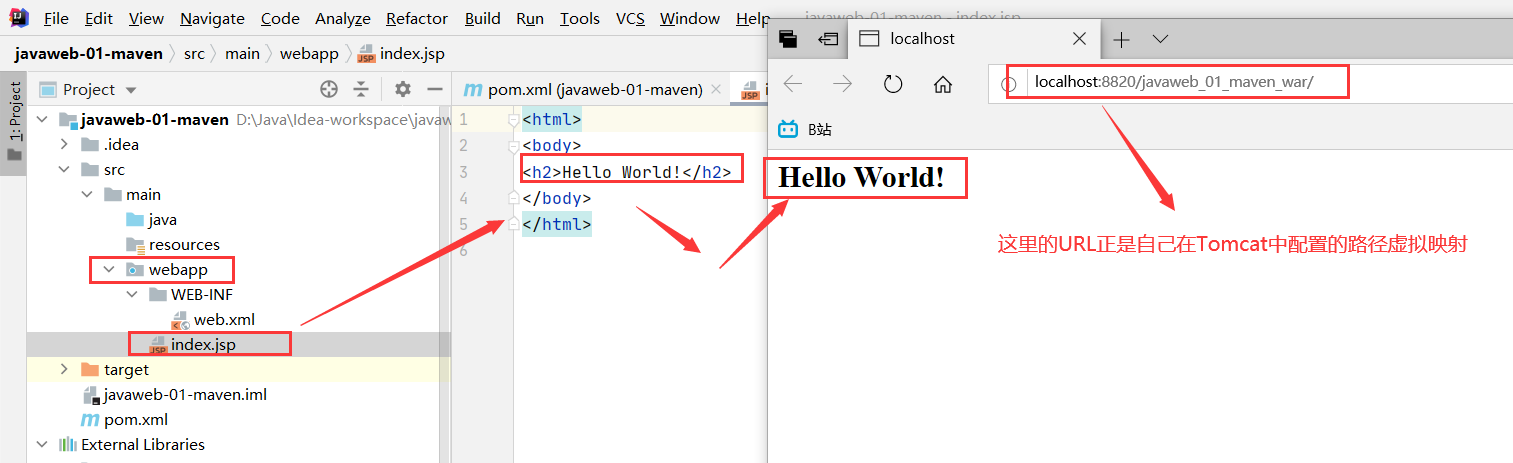 File Edit View Navigate Code Analyze Refactor Build Run Tools VCS Window Help javaweb-01-maven - index.jsp
javaweb-01-maven src main webapp index.jsp
1: Project
Project
javaweb-01-maven D:\Java\Idea-workspace\javaw
.idea
src
main
java
resources
webapp
WEB-INF
web.xml
index.jsp
target
javaweb-01-maven.iml
pom.xml
External Libraries
pom.xml (javaweb-01-maven)
1 <html>
2 <body>
3 <h2>Hello World!</h2>
4 </body>
5 </html>
6
localhost
localhost:8820/javaweb_01_maven_war/
B站
Hello World!
这里的URL正是自己在Tomcat中配置的路径虚拟映射